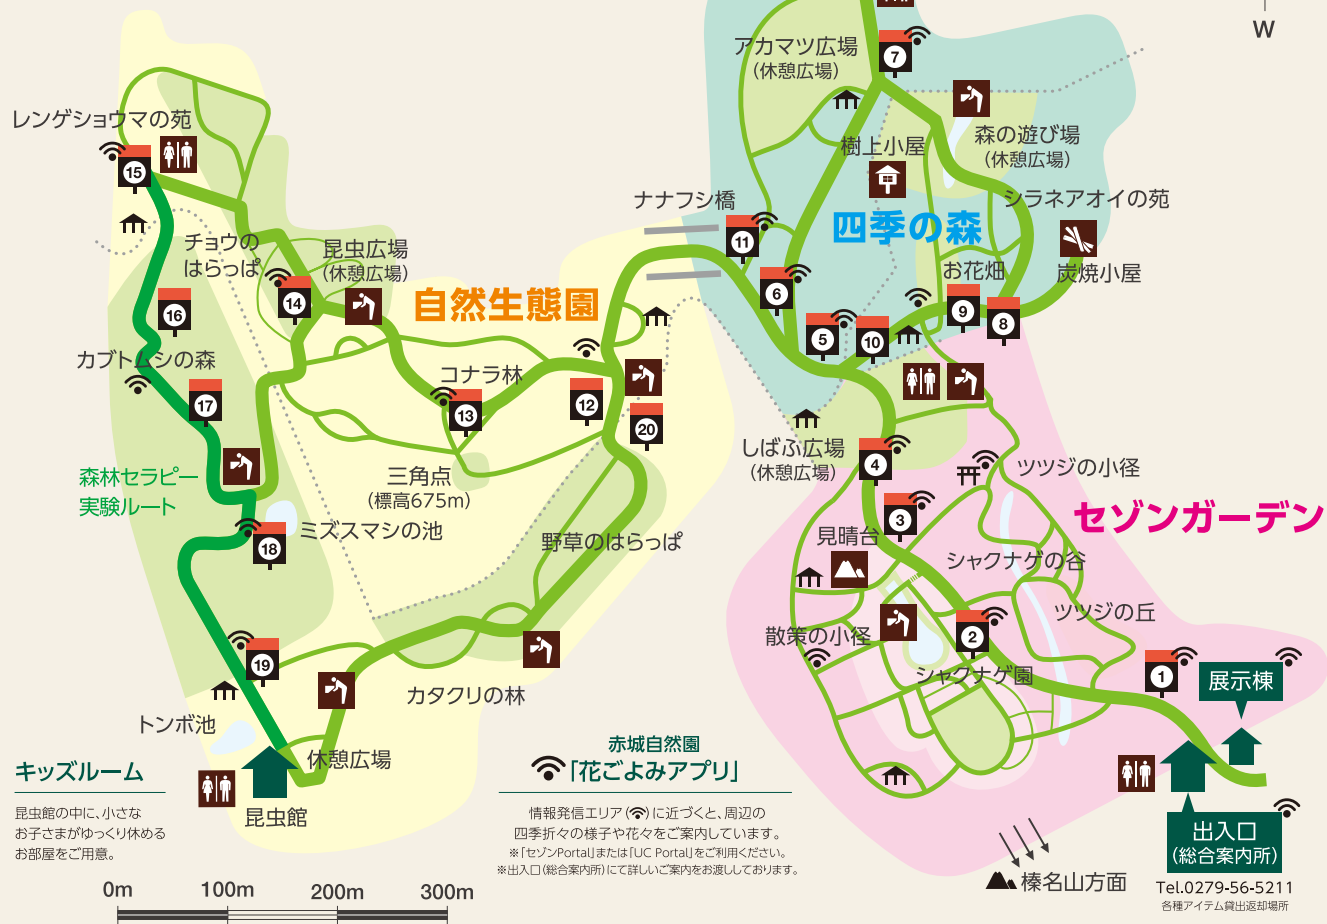 W
アカマツ広場
(休憩広場)
7
レンゲショウマの苑
15
樹上小屋
森の遊び場
(休憩広場)
シラネアオイの苑
ナナフシ橋
11
四季の森
チョウの
はらっぱ
昆虫広場
(休憩広場)
お花畑
炭焼小屋
14
自然生態園
6
9
8
16
5
10
カブトムシの森
コナラ林
17
13
12
20
しばふ広場
(休憩広場)
4
森林セラピー
実験ルート
三角点
(標高675m)
ツツジの小径
セゾンガーデン
3
18
ミズスマシの池
野草のはらっぱ
見晴台
シャクナゲの谷
ツツジの丘
散策の小径
2
19
シャクナゲ園
1
展示棟
カタクリの林
トンボ池
休憩広場
昆虫館
キッズルーム
昆虫館の中に、小さな
お子さまがゆっくり休める
お部屋をご用意。
赤城自然園
「花ごよみアプリ」
情報発信エリア()に近づくと、周辺の
四季折々の様子や花々をご案内しています。
※「セゾンPortal」または「UC Portal」をご利用ください。
※出入口(総合案内所)にて詳しいご案内をお渡ししております。
出入口
(総合案内所)
Tel.0279-56-5211
各種アイテム貸出返却場所
榛名山方面
0m 100m 200m 300m